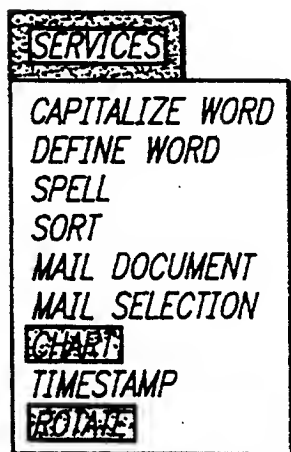 SERVICES
CAPITALIZE WORD
DEFINE WORD
SPELL
SORT
MAIL DOCUMENT
MAIL SELECTION
CHART
TIMESTAMP
ROTATE